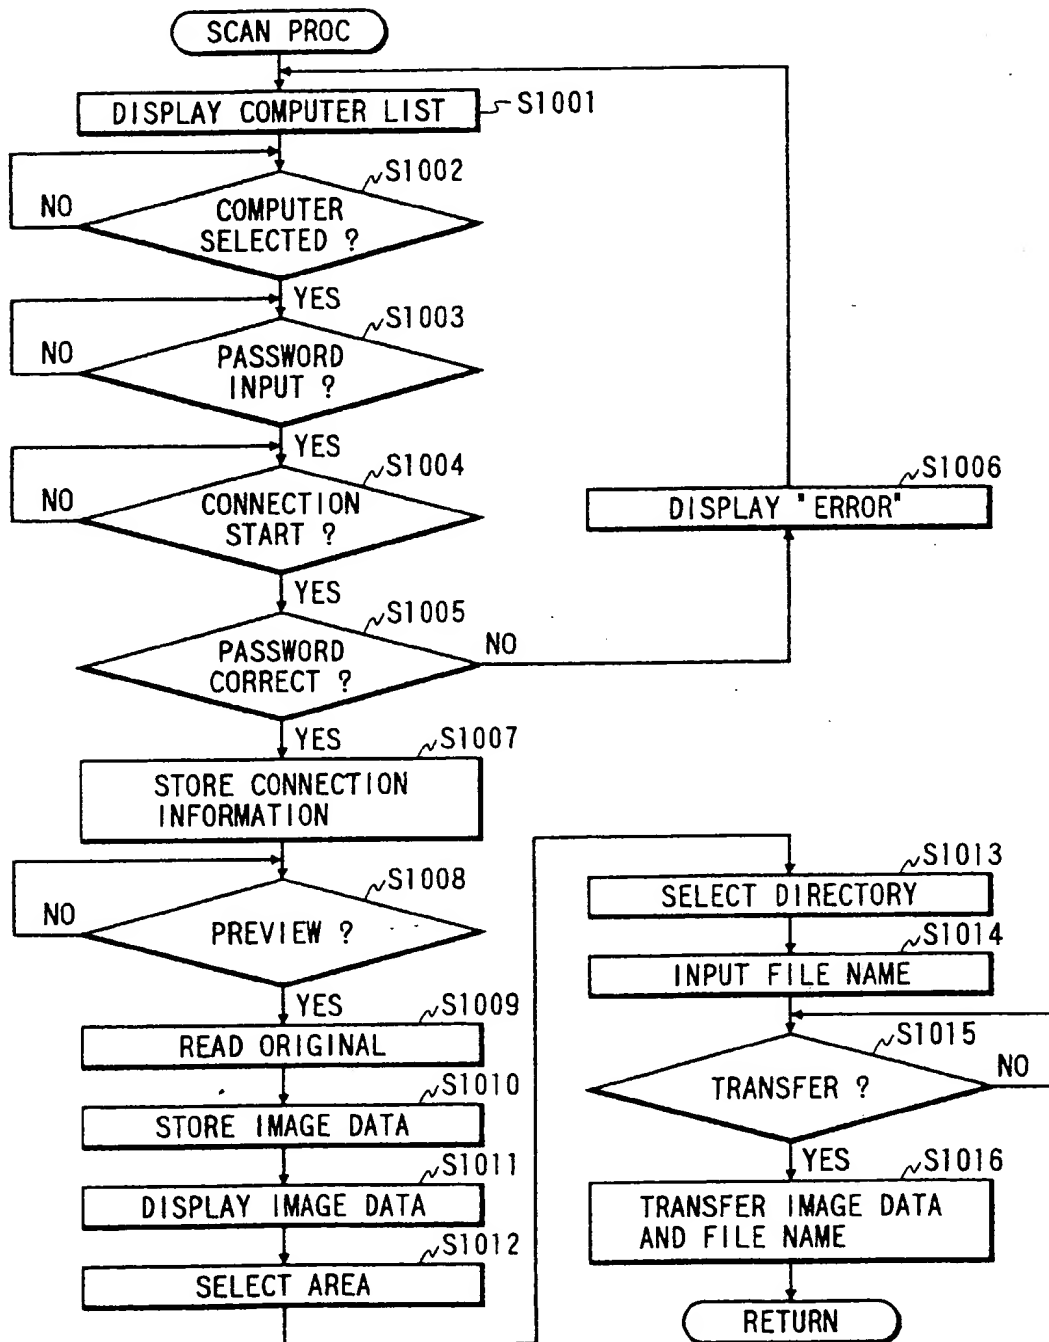 SCAN PROC
DISPLAY COMPUTER LIST
S1001
S1002
NO
COMPUTER
SELECTED ?
YES
S1003
NO
PASSWORD
INPUT ?
YES
S1004
NO
CONNECTION
START ?
YES
S1005
PASSWORD
CORRECT ?
NO
S1006
DISPLAY "ERROR"
YES
S1007
STORE CONNECTION
INFORMATION
S1008
NO
PREVIEW ?
YES
S1009
READ ORIGINAL
S1010
STORE IMAGE DATA
S1011
DISPLAY IMAGE DATA
S1012
SELECT AREA
S1013
SELECT DIRECTORY
S1014
INPUT FILE NAME
S1015
TRANSFER ?
NO
YES
S1016
TRANSFER IMAGE DATA
AND FILE NAME
RETURN